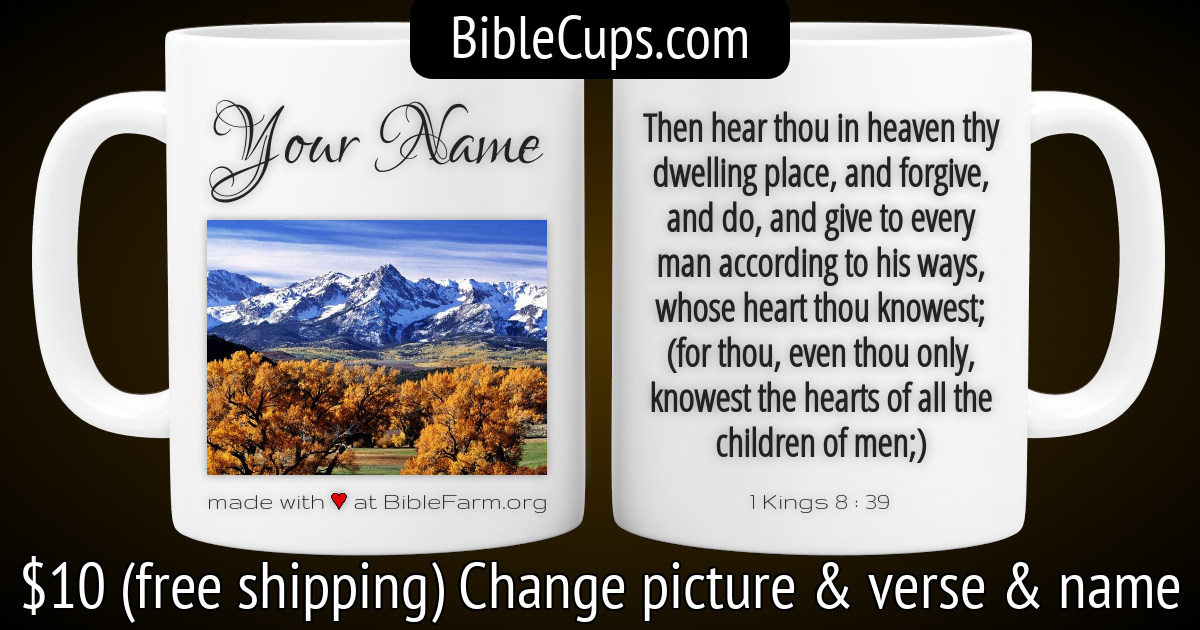 BibleCups.com
Your Name
made with ♥ at BibleFarm.org
Then hear thou in heaven thy
dwelling place, and forgive,
and do, and give to every
man according to his ways,
whose heart thou knowest;
(for thou, even thou only,
knowest the hearts of all the
children of men;)
1 Kings 8 : 39
$10 (free shipping) Change picture & verse & name